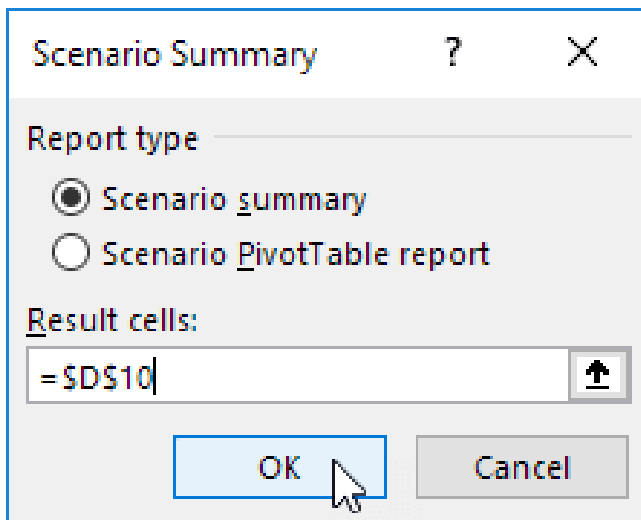 Scenario Summary ?
Report type
Scenario summary
Scenario PivotTable report
Result cells:
=$D$10
OK Cancel